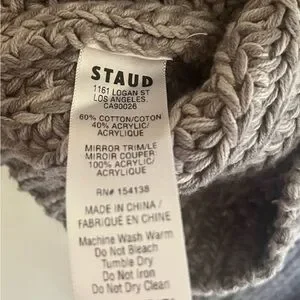 STAUD
1161 LOGAN ST
LOS ANGELES,
CA90026
60% COTTON/COTON
40% ACRYLIC/
ACRYLIQUE
MIRROR TRIM/LE
MIROIR COUPER:
100% ACRYLIC/
ACRYLIQUE
RN# 154138
MADE IN CHINA /
FABRIQUÉ EN CHINE
Machine Wash Warm
Do Not Bleach
Tumble Dry
Do Not Iron
Do Not Dry Clean